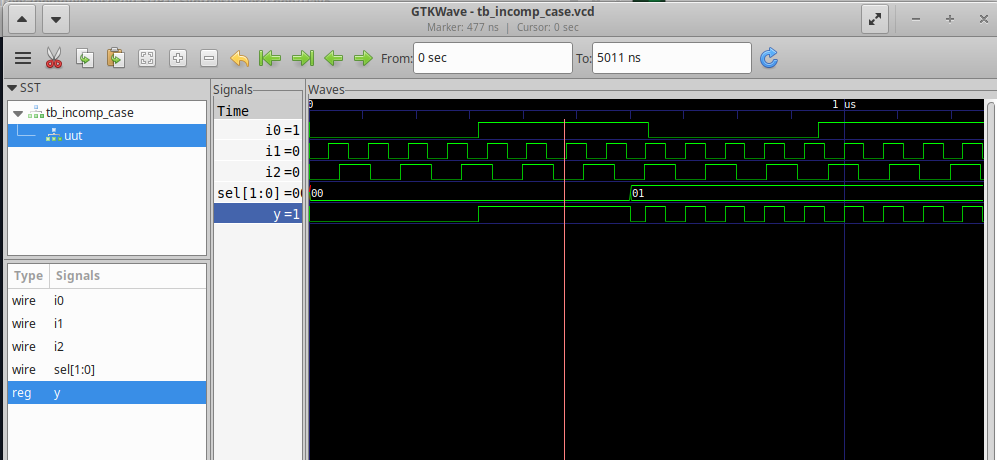 GTKWave - tb_incomp_case.vcd
Marker: 477 ns | Cursor: 0 sec
From: 0 sec To: 5011 ns
SST
tb_incomp_case
uut
Type Signals
wire i0
wire i1
wire i2
wire sel[1:0]
reg y
Signals
Time
i0 =1
i1 =0
i2 =0
sel[1:0] =00
y =1
Waves
0 1 us
00 01